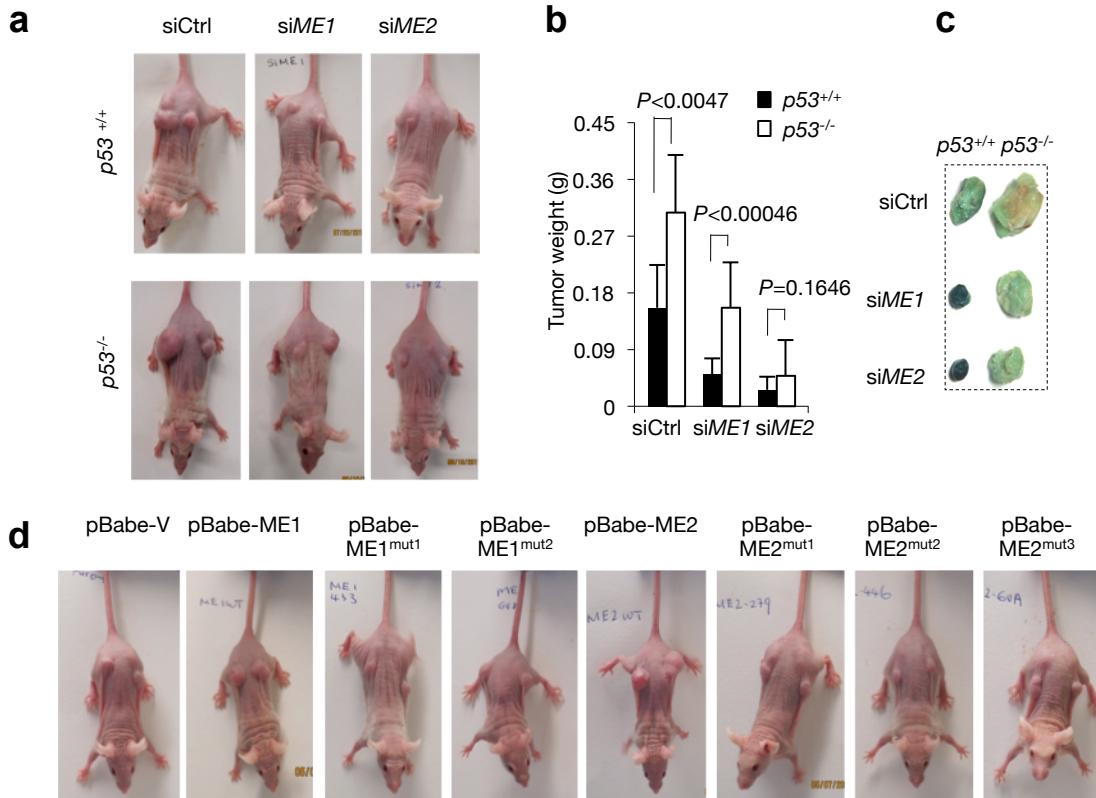 a
siCtrl
siME1
siME2
p53 +/+
p53-/-
SiME1
b
Tumor weight (g)
0.45
0.36
0.27
0.18
0.09
0
P<0.0047
P<0.00046
P=0.1646
p53+/+
p53-/-
siCtrl siME1 siME2
c
p53+/+ p53-/-
siCtrl
siME1
siME2
d
pBabe-V
pBabe-ME1
pBabe-
ME1mut1
pBabe-
ME1mut2
pBabe-ME2
pBabe-
ME2mut1
pBabe-
ME2mut2
pBabe-
ME2mut3
ME1WT
ME1
ME
ME2 WT
ME2-279
-446
2-GVA